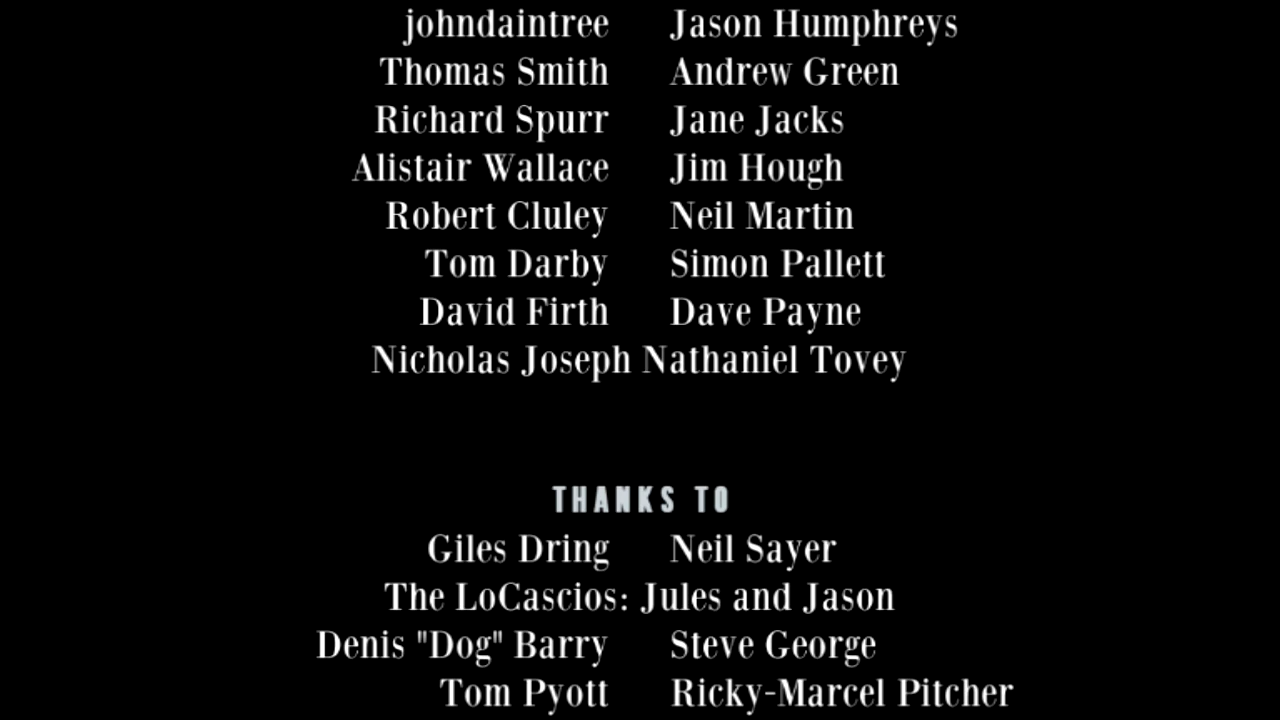 johndaintree Jason Humphreys
Thomas Smith Andrew Green
Richard Spurr Jane Jacks
Alistair Wallace Jim Hough
Robert Cluley Neil Martin
Tom Darby Simon Pallett
David Firth Dave Payne
Nicholas Joseph Nathaniel Tovey
THANKS TO
Giles Dring Neil Sayer
The LoCascios: Jules and Jason
Denis "Dog" Barry Steve George
Tom Pyott Ricky-Marcel Pitcher